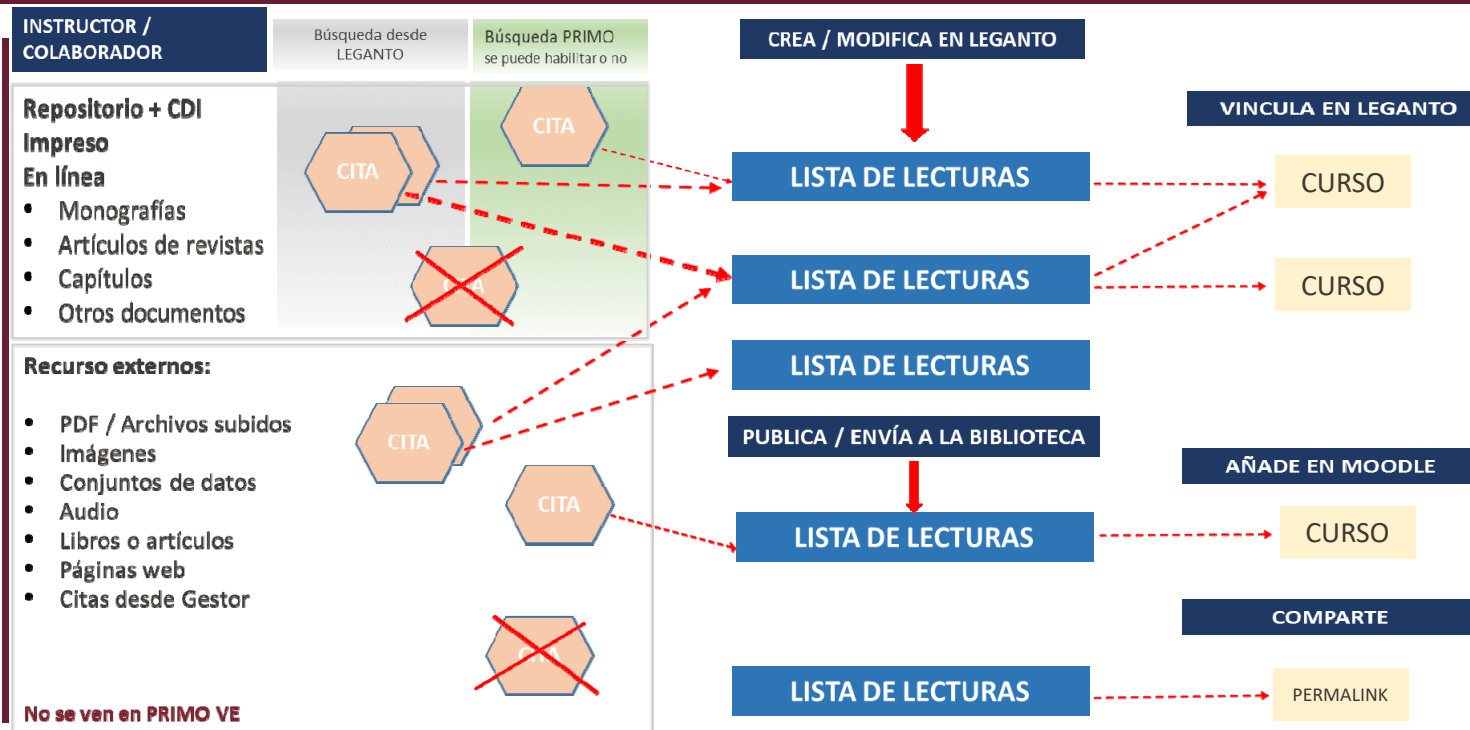 INSTRUCTOR /
COLABORADOR
Búsqueda desde
LEGANTO
Búsqueda PRIMO
se puede habilitar o no
CREA / MODIFICA EN LEGANTO
VINCULA EN LEGANTO
Repositorio + CDI
Impreso
En línea
• Monografías
• Artículos de revistas
• Capítulos
• Otros documentos
CITA
CITA
CITA
LISTA DE LECTURAS
CURSO
LISTA DE LECTURAS
CURSO
LISTA DE LECTURAS
Recurso externos:
• PDF / Archivos subidos
• Imágenes
• Conjuntos de datos
• Audio
• Libros o artículos
• Páginas web
• Citas desde Gestor
CITA
CITA
CITA
PUBLICA / ENVÍA A LA BIBLIOTECA
AÑADE EN MOODLE
LISTA DE LECTURAS
CURSO
COMPARTE
LISTA DE LECTURAS
PERMALINK
No se ven en PRIMO VE